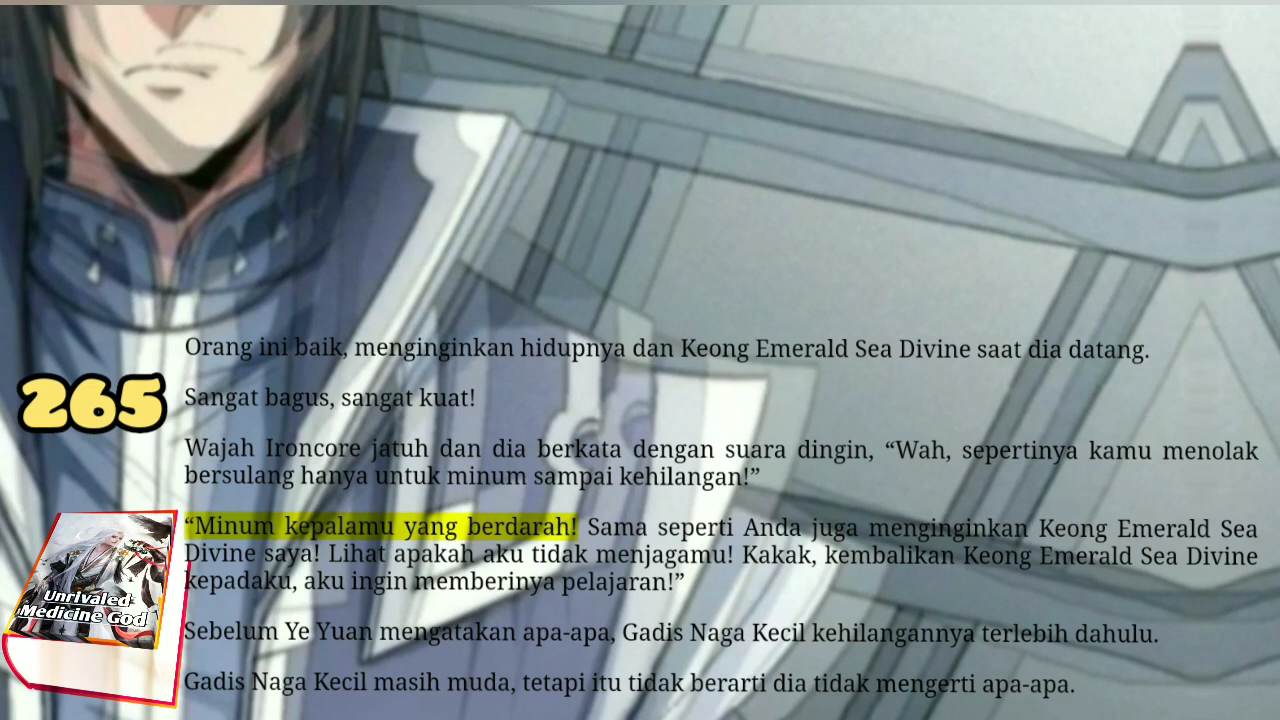 Orang ini baik, menginginkan hidupnya dan Keong Emerald Sea Divine saat dia datang.
265
Sangat bagus, sangat kuat!
Wajah Ironcore jatuh dan dia berkata dengan suara dingin, “Wah, sepertinya kamu menolak
bersulang hanya untuk minum sampai kehilangan!”
“Minum kepalamu yang berdarah! Sama seperti Anda juga menginginkan Keong Emerald Sea
Divine saya! Lihat apakah aku tidak menjagamu! Kakak, kembalikan Keong Emerald Sea Divine
kepadaku, aku ingin memberinya pelajaran!”
Unrivaled
Medicine God
Sebelum Ye Yuan mengatakan apa-apa, Gadis Naga Kecil kehilangannya terlebih dahulu.
Gadis Naga Kecil masih muda, tetapi itu tidak berarti dia tidak mengerti apa-apa.